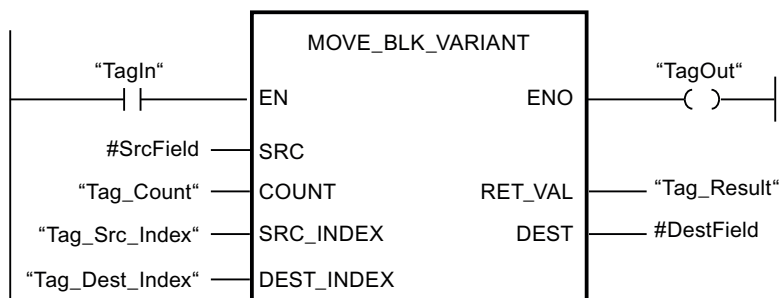 MOVE_BLK_VARIANT
“TagIn“ “TagOut“
EN ENO
#SrcField SRC
“Tag_Count“ COUNT RET_VAL “Tag_Result“
“Tag_Src_Index“ SRC_INDEX DEST #DestField
“Tag_Dest_Index“ DEST_INDEX